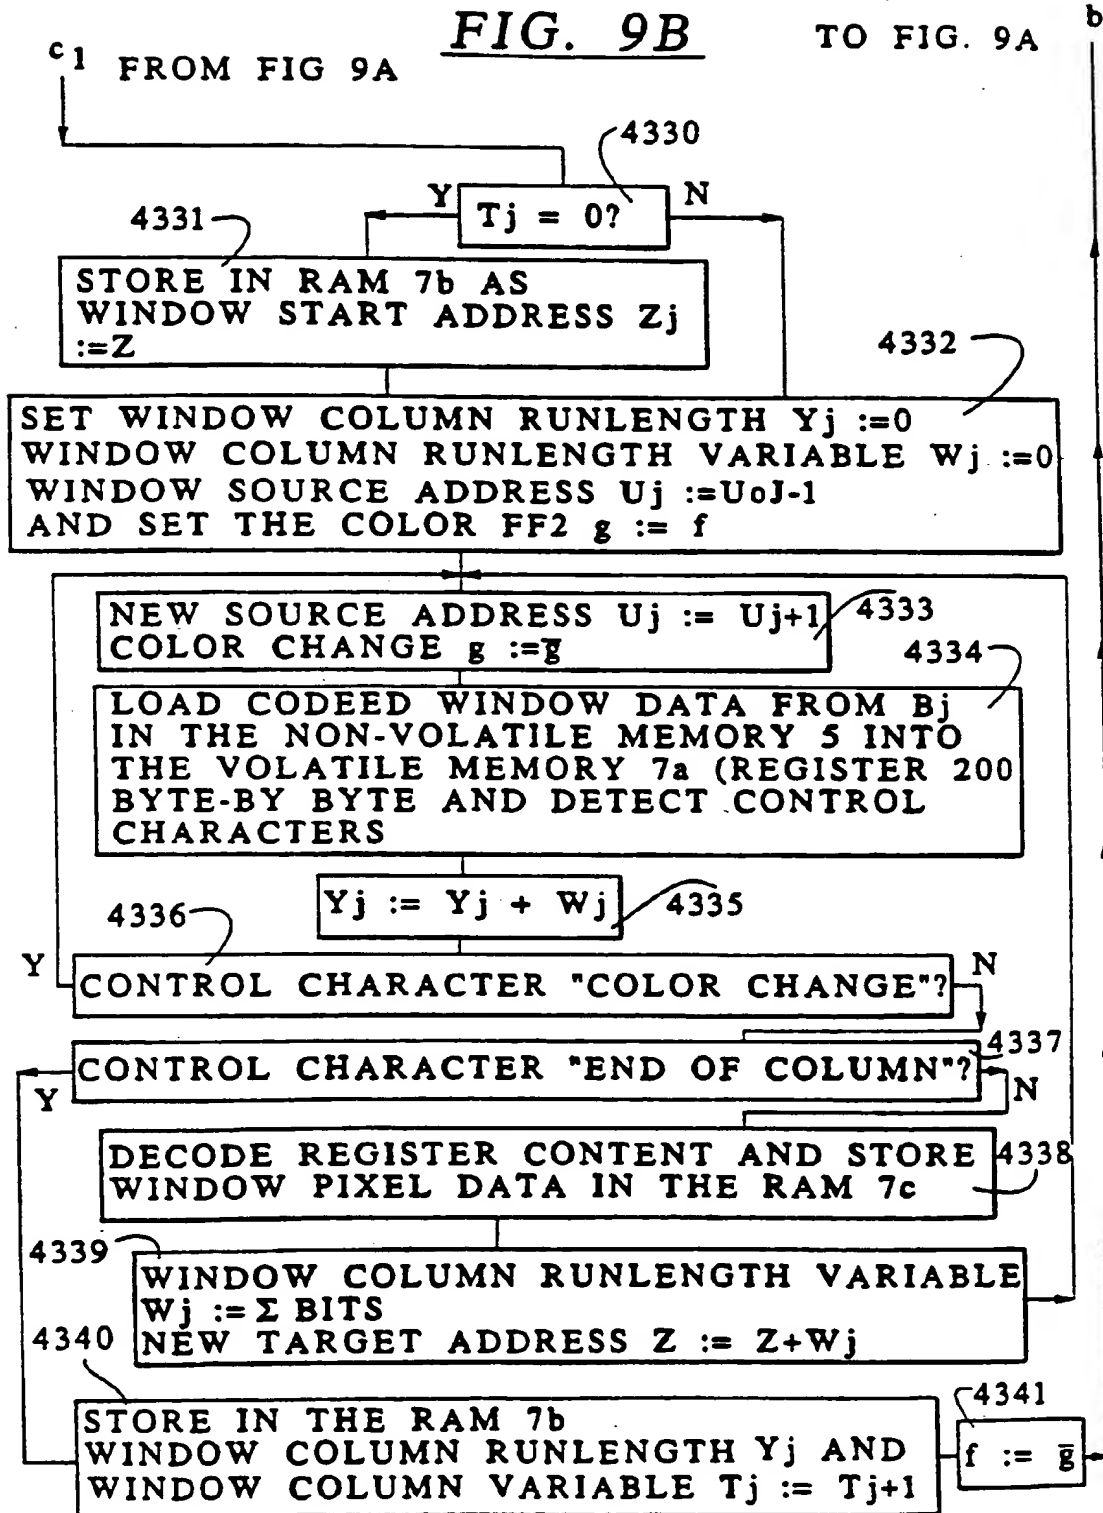 FIG. 9B
TO FIG. 9A
b
c1 FROM FIG 9A
4330
Y
Tj = 0?
N
4331
STORE IN RAM 7b AS
WINDOW START ADDRESS Zj
:=Z
4332
SET WINDOW COLUMN RUNLENGTH Yj :=0
WINDOW COLUMN RUNLENGTH VARIABLE Wj :=0
WINDOW SOURCE ADDRESS Uj :=UoJ-1
AND SET THE COLOR FF2 g := f
NEW SOURCE ADDRESS Uj := Uj+1
COLOR CHANGE g :=g̅
4333
4334
LOAD CODEED WINDOW DATA FROM Bj
IN THE NON-VOLATILE MEMORY 5 INTO
THE VOLATILE MEMORY 7a (REGISTER 200
BYTE-BY BYTE AND DETECT CONTROL
CHARACTERS
Yj := Yj + Wj
4335
4336
Y
CONTROL CHARACTER "COLOR CHANGE"?
N
4337
CONTROL CHARACTER "END OF COLUMN"?
Y
N
DECODE REGISTER CONTENT AND STORE
WINDOW PIXEL DATA IN THE RAM 7c
4338
4339
WINDOW COLUMN RUNLENGTH VARIABLE
Wj := Σ BITS
NEW TARGET ADDRESS Z := Z+Wj
4340
STORE IN THE RAM 7b
WINDOW COLUMN RUNLENGTH Yj AND
WINDOW COLUMN VARIABLE Tj := Tj+1
4341
f := g̅